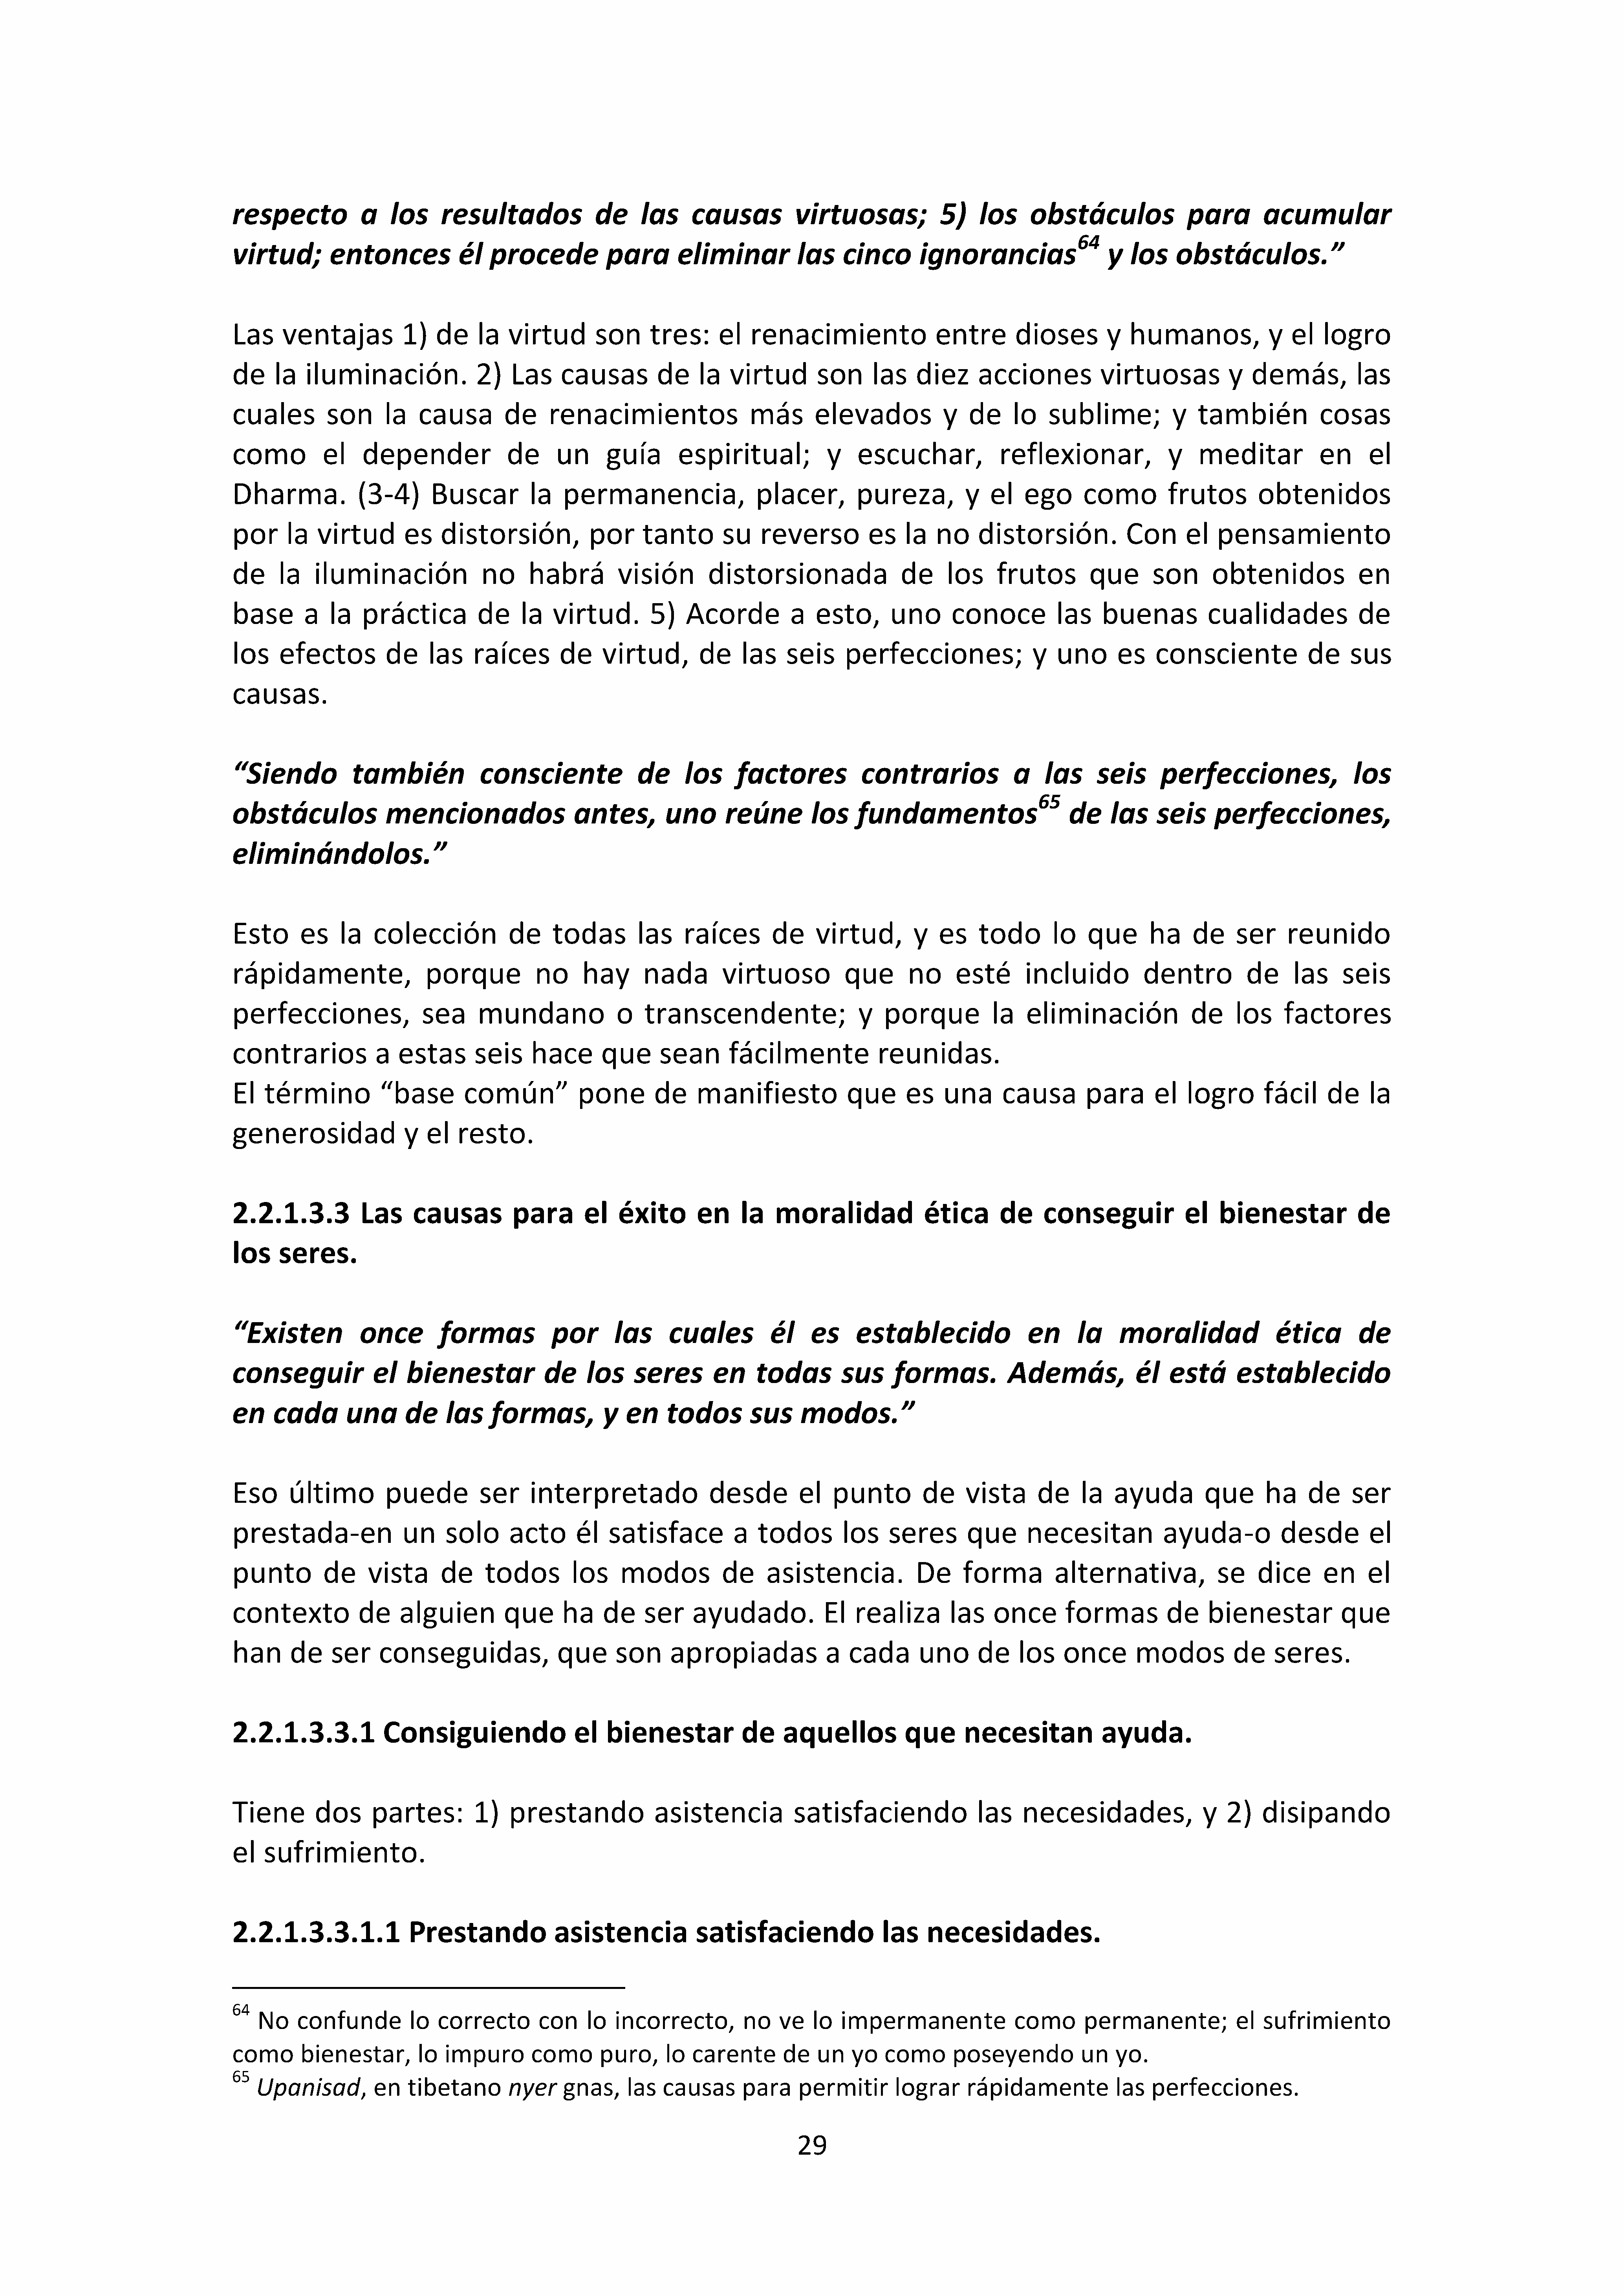 respecto a los resultados de las causas virtuosas; 5) los obstáculos para acumular
virtud; entonces él procede para eliminar las cinco ignorancias64 y los obstáculos.”
Las ventajas 1) de la virtud son tres: el renacimiento entre dioses y humanos, y el logro
de la iluminación. 2) Las causas de la virtud son las diez acciones virtuosas y demás, las
cuales son la causa de renacimientos más elevados y de lo sublime; y también cosas
como el depender de un guía espiritual; y escuchar, reflexionar, y meditar en el
Dharma. (3-4) Buscar la permanencia, placer, pureza, y el ego como frutos obtenidos
por la virtud es distorsión, por tanto su reverso es la no distorsión. Con el pensamiento
de la iluminación no habrá visión distorsionada de los frutos que son obtenidos en
base a la práctica de la virtud. 5) Acorde a esto, uno conoce las buenas cualidades de
los efectos de las raíces de virtud, de las seis perfecciones; y uno es consciente de sus
causas.
“Siendo también consciente de los factores contrarios a las seis perfecciones, los
obstáculos mencionados antes, uno reúne los fundamentos65 de las seis perfecciones,
eliminándolos.”
Esto es la colección de todas las raíces de virtud, y es todo lo que ha de ser reunido
rápidamente, porque no hay nada virtuoso que no esté incluido dentro de las seis
perfecciones, sea mundano o transcendente; y porque la eliminación de los factores
contrarios a estas seis hace que sean fácilmente reunidas.
El término “base común” pone de manifiesto que es una causa para el logro fácil de la
generosidad y el resto.
2.2.1.3.3 Las causas para el éxito en la moralidad ética de conseguir el bienestar de
los seres.
“Existen once formas por las cuales él es establecido en la moralidad ética de
conseguir el bienestar de los seres en todas sus formas. Además, él está establecido
en cada una de las formas, y en todos sus modos.”
Eso último puede ser interpretado desde el punto de vista de la ayuda que ha de ser
prestada-en un solo acto él satisface a todos los seres que necesitan ayuda-o desde el
punto de vista de todos los modos de asistencia. De forma alternativa, se dice en el
contexto de alguien que ha de ser ayudado. El realiza las once formas de bienestar que
han de ser conseguidas, que son apropiadas a cada uno de los once modos de seres.
2.2.1.3.3.1 Consiguiendo el bienestar de aquellos que necesitan ayuda.
Tiene dos partes: 1) prestando asistencia satisfaciendo las necesidades, y 2) disipando
el sufrimiento.
2.2.1.3.3.1.1 Prestando asistencia satisfaciendo las necesidades.
64 No confunde lo correcto con lo incorrecto, no ve lo impermanente como permanente; el sufrimiento
como bienestar, lo impuro como puro, lo carente de un yo como poseyendo un yo.
65 Upanisad, en tibetano nyer gnas, las causas para permitir lograr rápidamente las perfecciones.
29